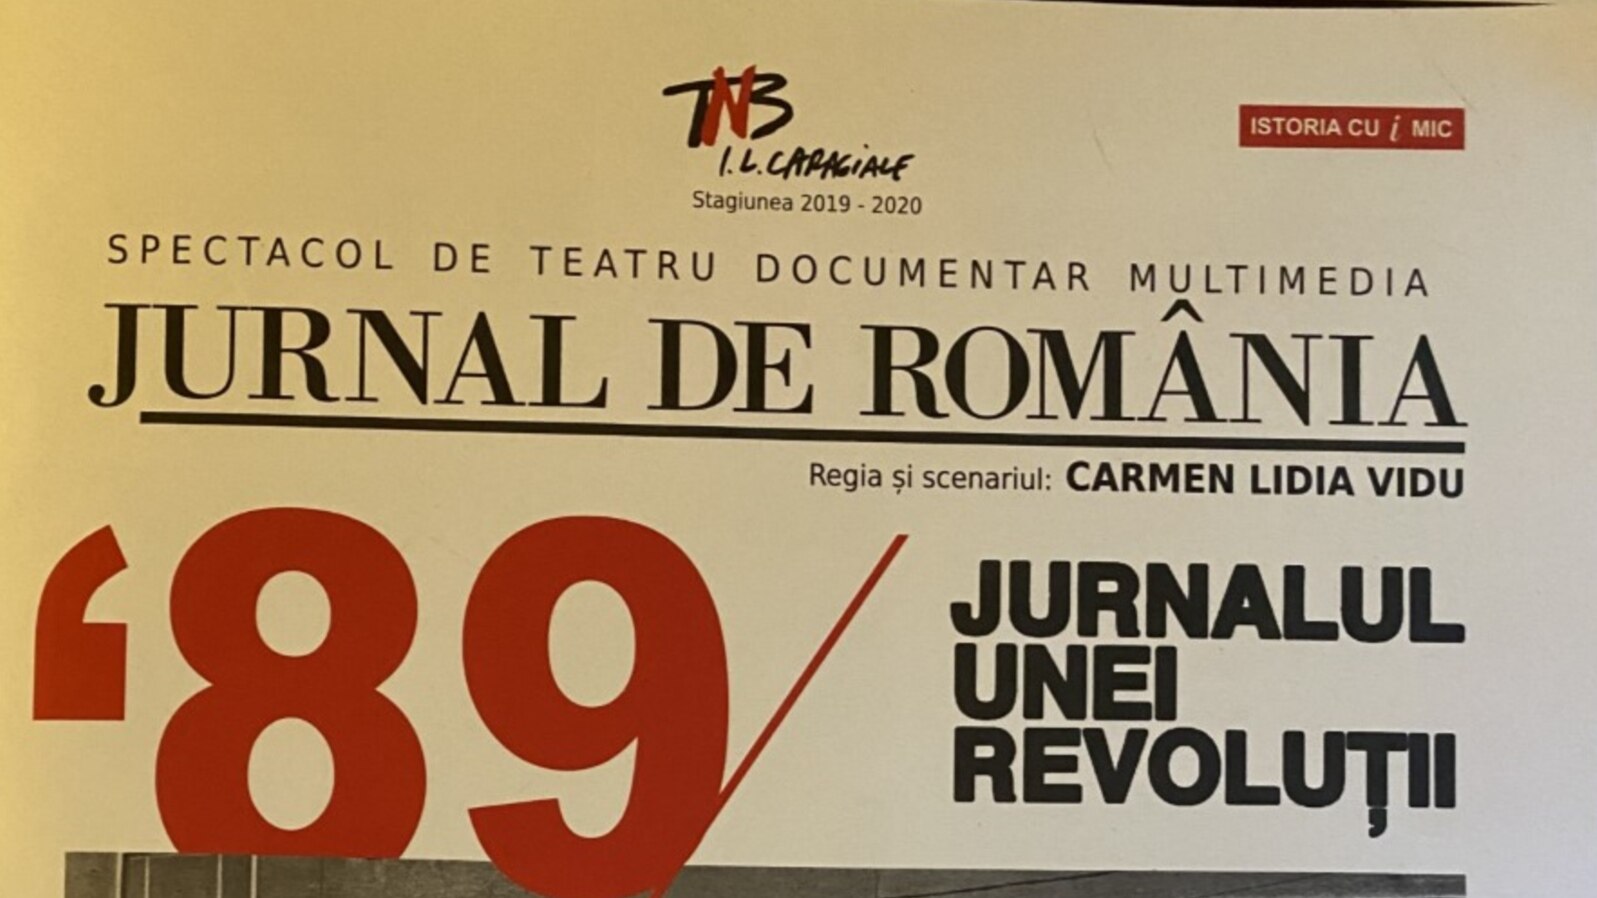 TNB
I.L.CARAGIALE
Stagiunea 2019 - 2020
ISTORIA CU i MIC
SPECTACOL DE TEATRU DOCUMENTAR MULTIMEDIA
JURNAL DE ROMÂNIA
Regia și scenariul: CARMEN LIDIA VIDU
‘89/
JURNALUL
UNEI
REVOLUȚII